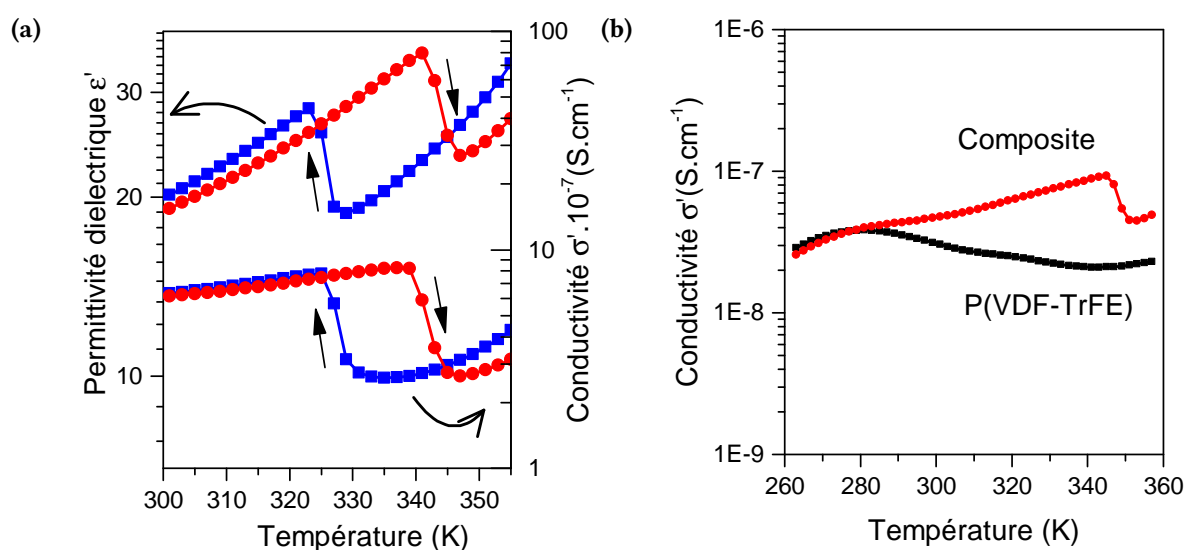 (a)
Permittivité dielectrique ε'
30
20
10
300 310 320 330 340 350
Température (K)
100
10
1
Conductivité σ'.10⁻⁷(S.cm⁻¹)
(b)
Conductivité σ'(S.cm⁻¹)
1E-6
1E-7
1E-8
1E-9
Composite
P(VDF-TrFE)
260 280 300 320 340 360
Température (K)